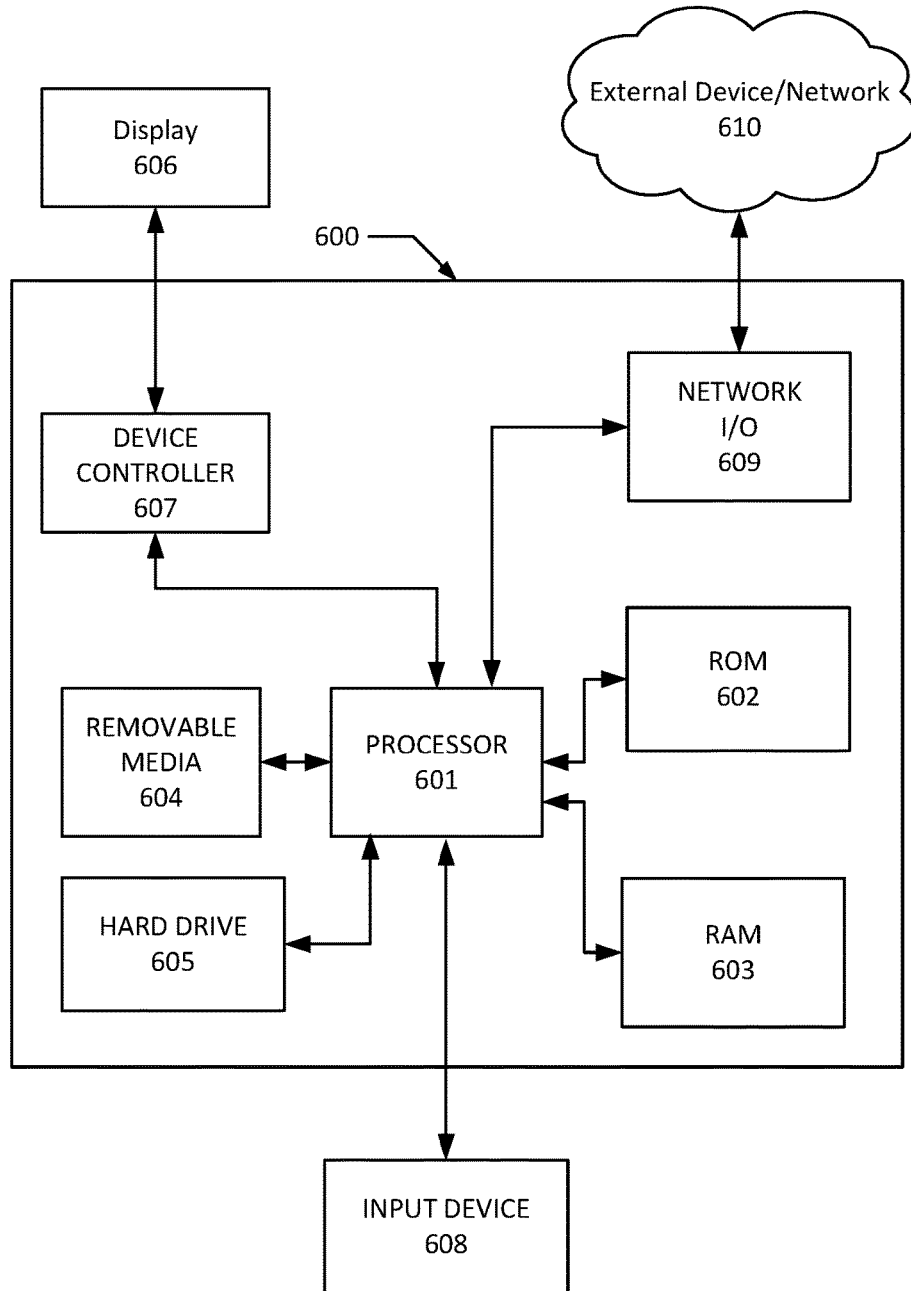 Display
606
External Device/Network
610
600
DEVICE
CONTROLLER
607
NETWORK
I/O
609
ROM
602
REMOVABLE
MEDIA
604
PROCESSOR
601
HARD DRIVE
605
RAM
603
INPUT DEVICE
608